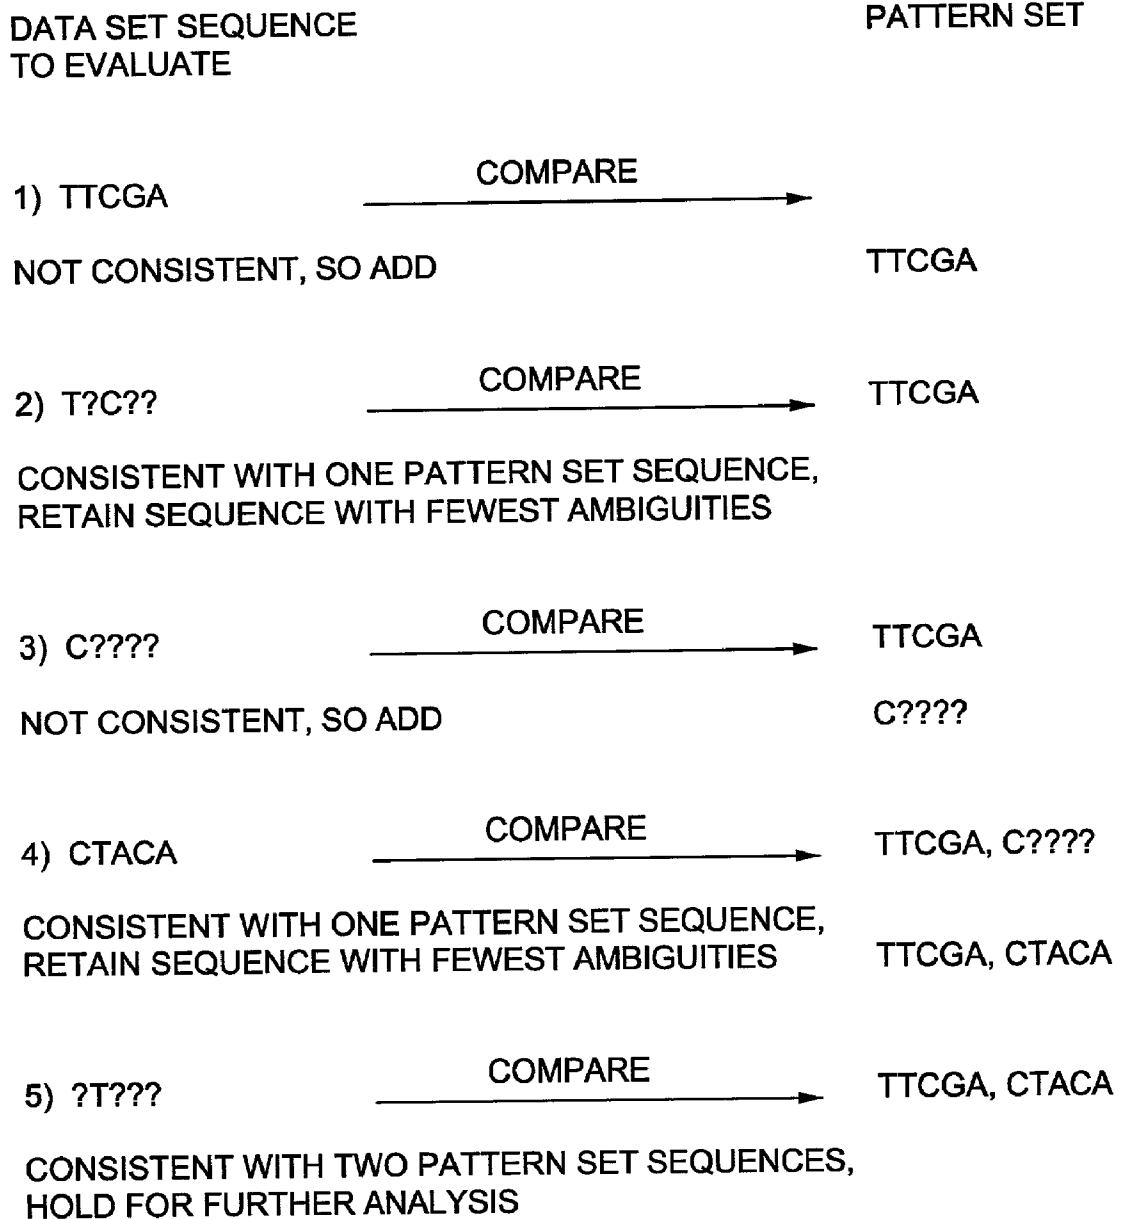 DATA SET SEQUENCE
TO EVALUATE
PATTERN SET
1) TTCGA
COMPARE
NOT CONSISTENT, SO ADD
TTCGA
2) T?C??
COMPARE
TTCGA
CONSISTENT WITH ONE PATTERN SET SEQUENCE,
RETAIN SEQUENCE WITH FEWEST AMBIGUITIES
3) C????
COMPARE
TTCGA
NOT CONSISTENT, SO ADD
C????
4) CTACA
COMPARE
TTCGA, C????
CONSISTENT WITH ONE PATTERN SET SEQUENCE,
RETAIN SEQUENCE WITH FEWEST AMBIGUITIES
TTCGA, CTACA
5) ?T???
COMPARE
TTCGA, CTACA
CONSISTENT WITH TWO PATTERN SET SEQUENCES,
HOLD FOR FURTHER ANALYSIS